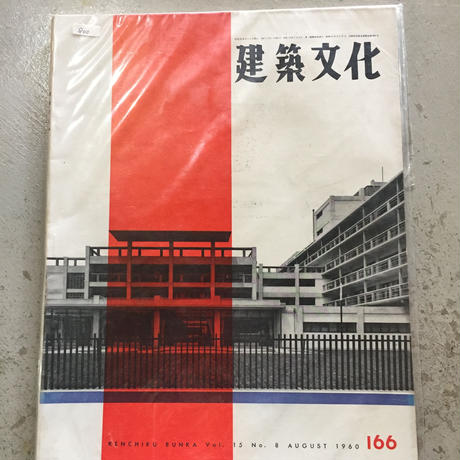 建築文化
KENCHIKU BUNKA Vol. 15 No. 8 AUGUST 1960 166